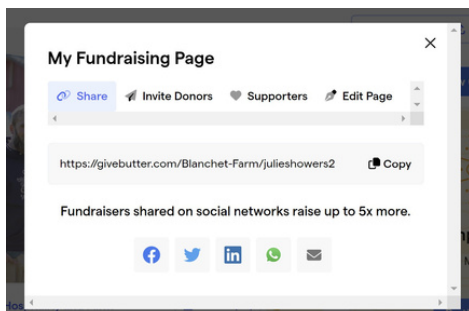 My Fundraising Page
Share Invite Donors Supporters Edit Page
https://givebutter.com/Blanchet-Farm/julieshowers2 Copy
Fundraisers shared on social networks raise up to 5x more.